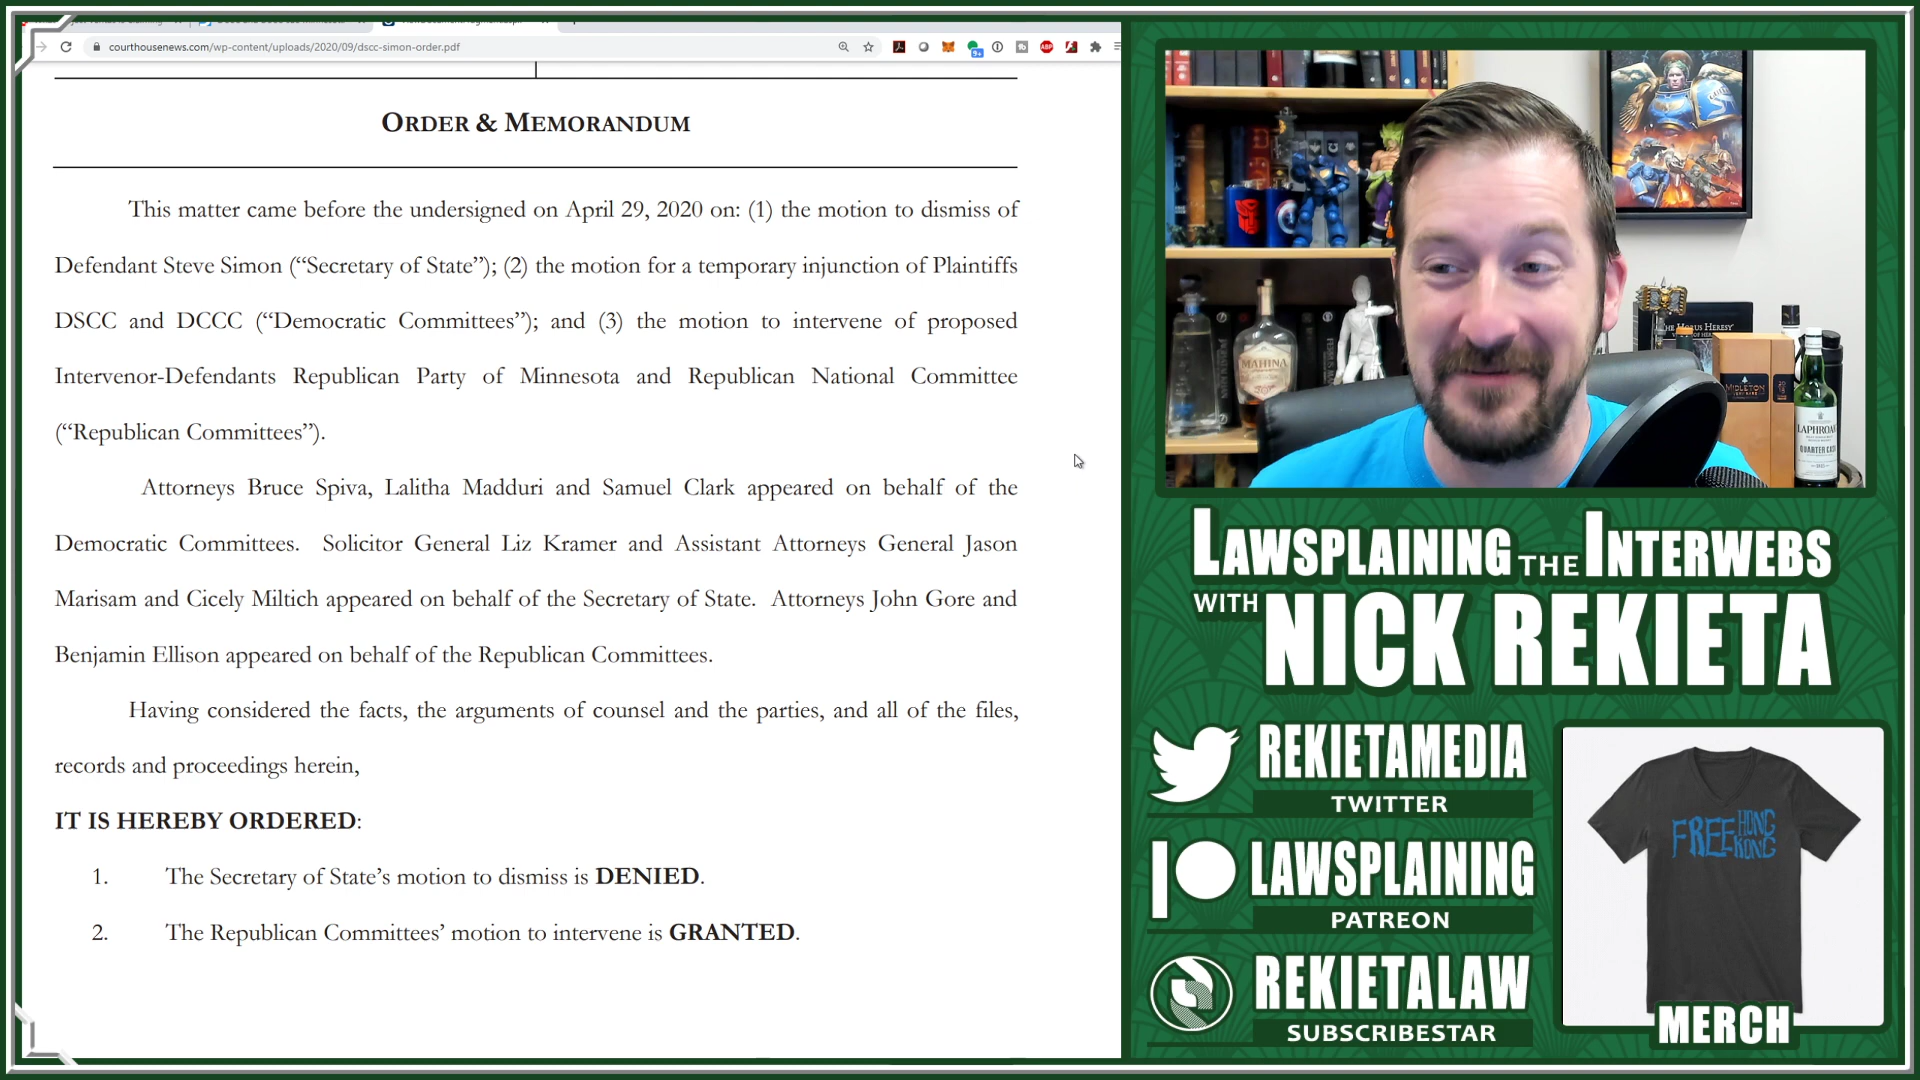 courthousenews.com/wp-content/uploads/2020/09/dscc-simon-order.pdf
ABP
ORDER & MEMORANDUM
This matter came before the undersigned on April 29, 2020 on: (1) the motion to dismiss of
Defendant Steve Simon (“Secretary of State”); (2) the motion for a temporary injunction of Plaintiffs
DSCC and DCCC (“Democratic Committees”); and (3) the motion to intervene of proposed
Intervenor-Defendants Republican Party of Minnesota and Republican National Committee
(“Republican Committees”).
Attorneys Bruce Spiva, Lalitha Madduri and Samuel Clark appeared on behalf of the
Democratic Committees. Solicitor General Liz Kramer and Assistant Attorneys General Jason
Marisam and Cicely Miltich appeared on behalf of the Secretary of State. Attorneys John Gore and
Benjamin Ellison appeared on behalf of the Republican Committees.
Having considered the facts, the arguments of counsel and the parties, and all of the files,
records and proceedings herein,
IT IS HEREBY ORDERED:
1. The Secretary of State’s motion to dismiss is DENIED.
2. The Republican Committees’ motion to intervene is GRANTED.
MAHINA
HORUS HERESY
MIDLETON
LAPHROAIG
QUARTER CASK
LAWSPLAINING THE INTERWEBS
WITH NICK REKIETA
REKIETAMEDIA
TWITTER
LAWSPLAINING
PATREON
REKIETALAW
SUBSCRIBESTAR
FREE HONG KONG
MERCH